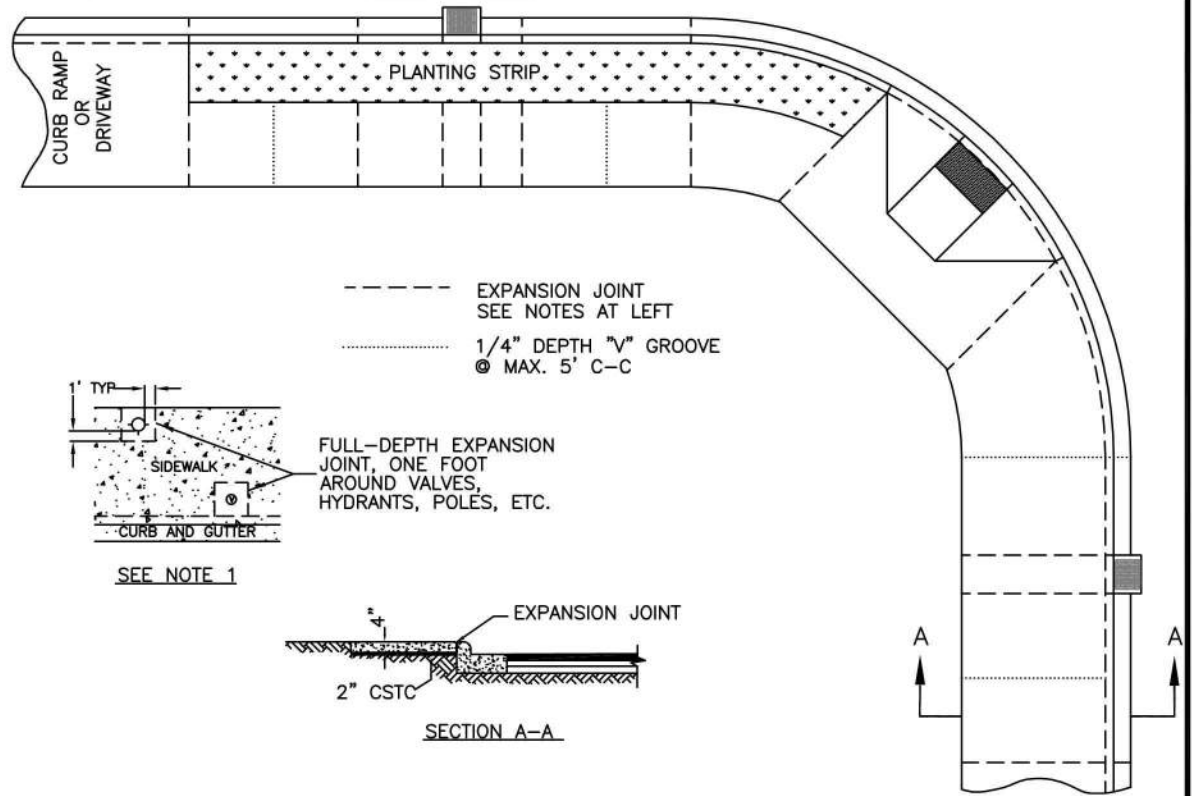 CURB RAMP
OR
DRIVEWAY
PLANTING STRIP
EXPANSION JOINT
SEE NOTES AT LEFT
1/4" DEPTH "V" GROOVE
@ MAX. 5' C-C
1' TYP
SIDEWALK
V
CURB AND GUTTER
FULL-DEPTH EXPANSION
JOINT, ONE FOOT
AROUND VALVES,
HYDRANTS, POLES, ETC.
SEE NOTE 1
4"
EXPANSION JOINT
2" CSTC
SECTION A-A
A
A